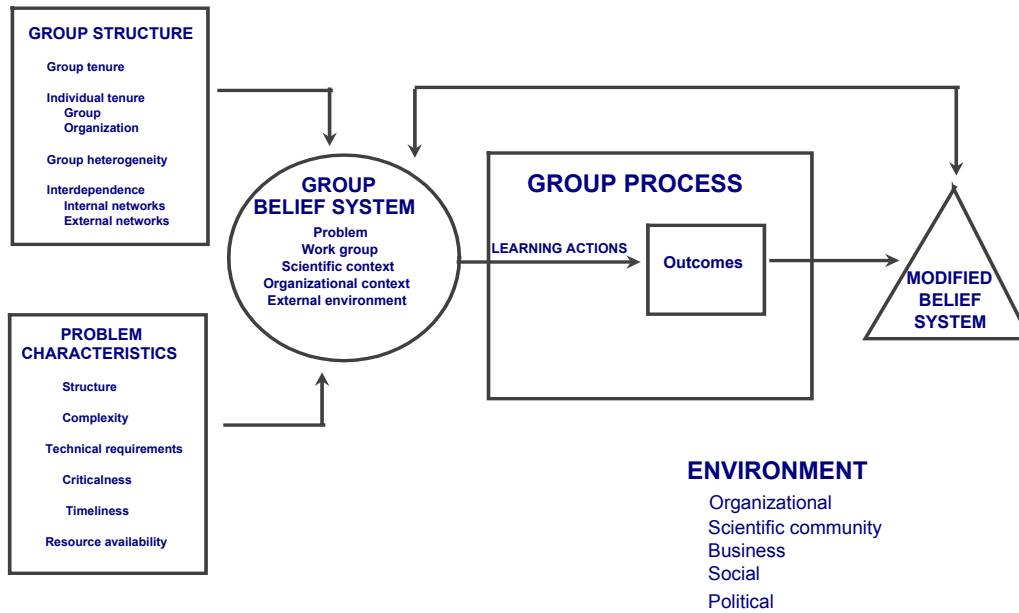 GROUP STRUCTURE
Group tenure
Individual tenure
Group
Organization
Group heterogeneity
Interdependence
Internal networks
External networks
PROBLEM
CHARACTERISTICS
Structure
Complexity
Technical requirements
Criticalness
Timeliness
Resource availability
GROUP
BELIEF SYSTEM
Problem
Work group
Scientific context
Organizational context
External environment
GROUP PROCESS
LEARNING ACTIONS
Outcomes
MODIFIED
BELIEF
SYSTEM
ENVIRONMENT
Organizational
Scientific community
Business
Social
Political